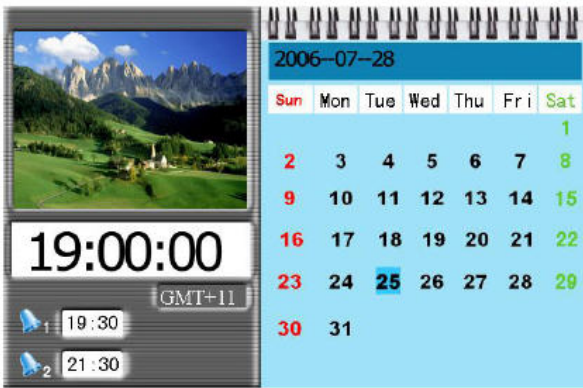 19:00:00
GMT+11
1 19:30
2 21:30
2006--07--28
Sun Mon Tue Wed Thu Fri Sat
1
2 3 4 5 6 7 8
9 10 11 12 13 14 15
16 17 18 19 20 21 22
23 24 25 26 27 28 29
30 31